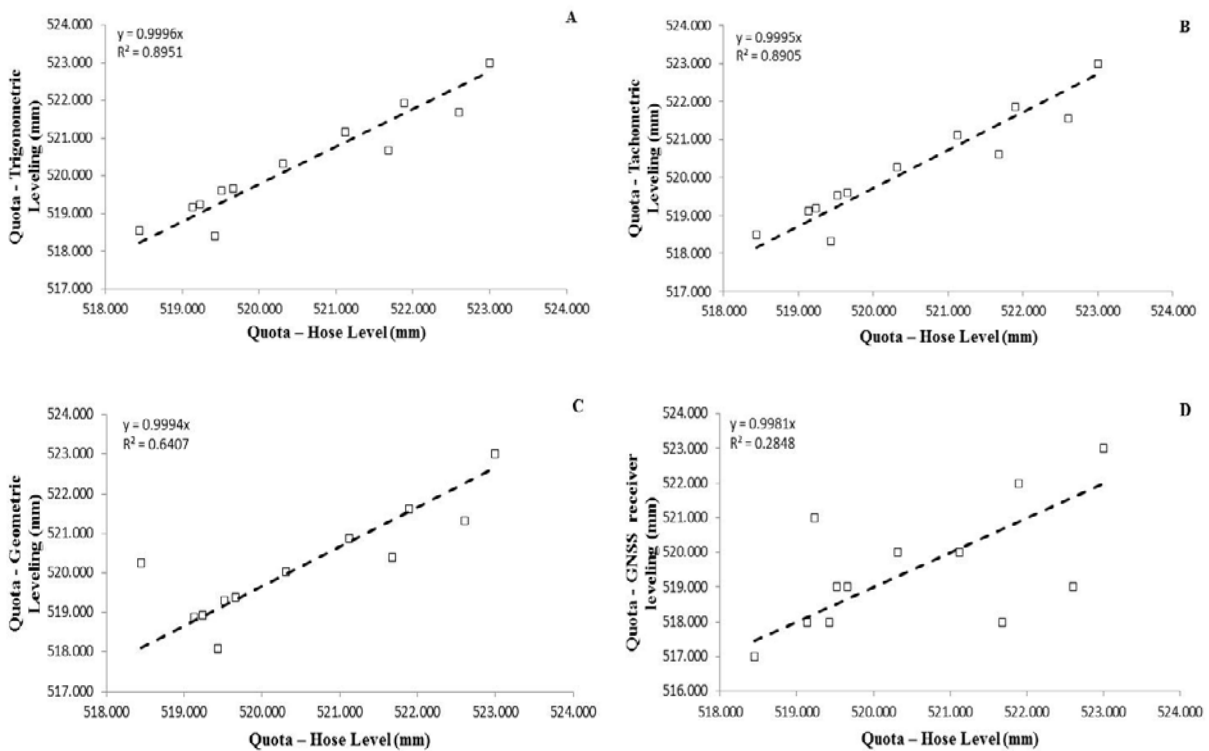 A
y = 0.9996x
R² = 0.8951
Quota - Trigonometric
Leveling (mm)
524.000
523.000
522.000
521.000
520.000
519.000
518.000
517.000
518.000 519.000 520.000 521.000 522.000 523.000 524.000
Quota – Hose Level (mm)
B
y = 0.9995x
R² = 0.8905
Quota - Tachometric
Leveling (mm)
524.000
523.000
522.000
521.000
520.000
519.000
518.000
517.000
518.000 519.000 520.000 521.000 522.000 523.000 524.000
Quota – Hose Level (mm)
C
y = 0.9994x
R² = 0.6407
Quota - Geometric
Leveling (mm)
524.000
523.000
522.000
521.000
520.000
519.000
518.000
517.000
518.000 519.000 520.000 521.000 522.000 523.000 524.000
Quota – Hose Level (mm)
D
y = 0.9981x
R² = 0.2848
Quota - GNSS receiver
leveling (mm)
524.000
523.000
522.000
521.000
520.000
519.000
518.000
517.000
516.000
518.000 519.000 520.000 521.000 522.000 523.000 524.000
Quota – Hose Level (mm)